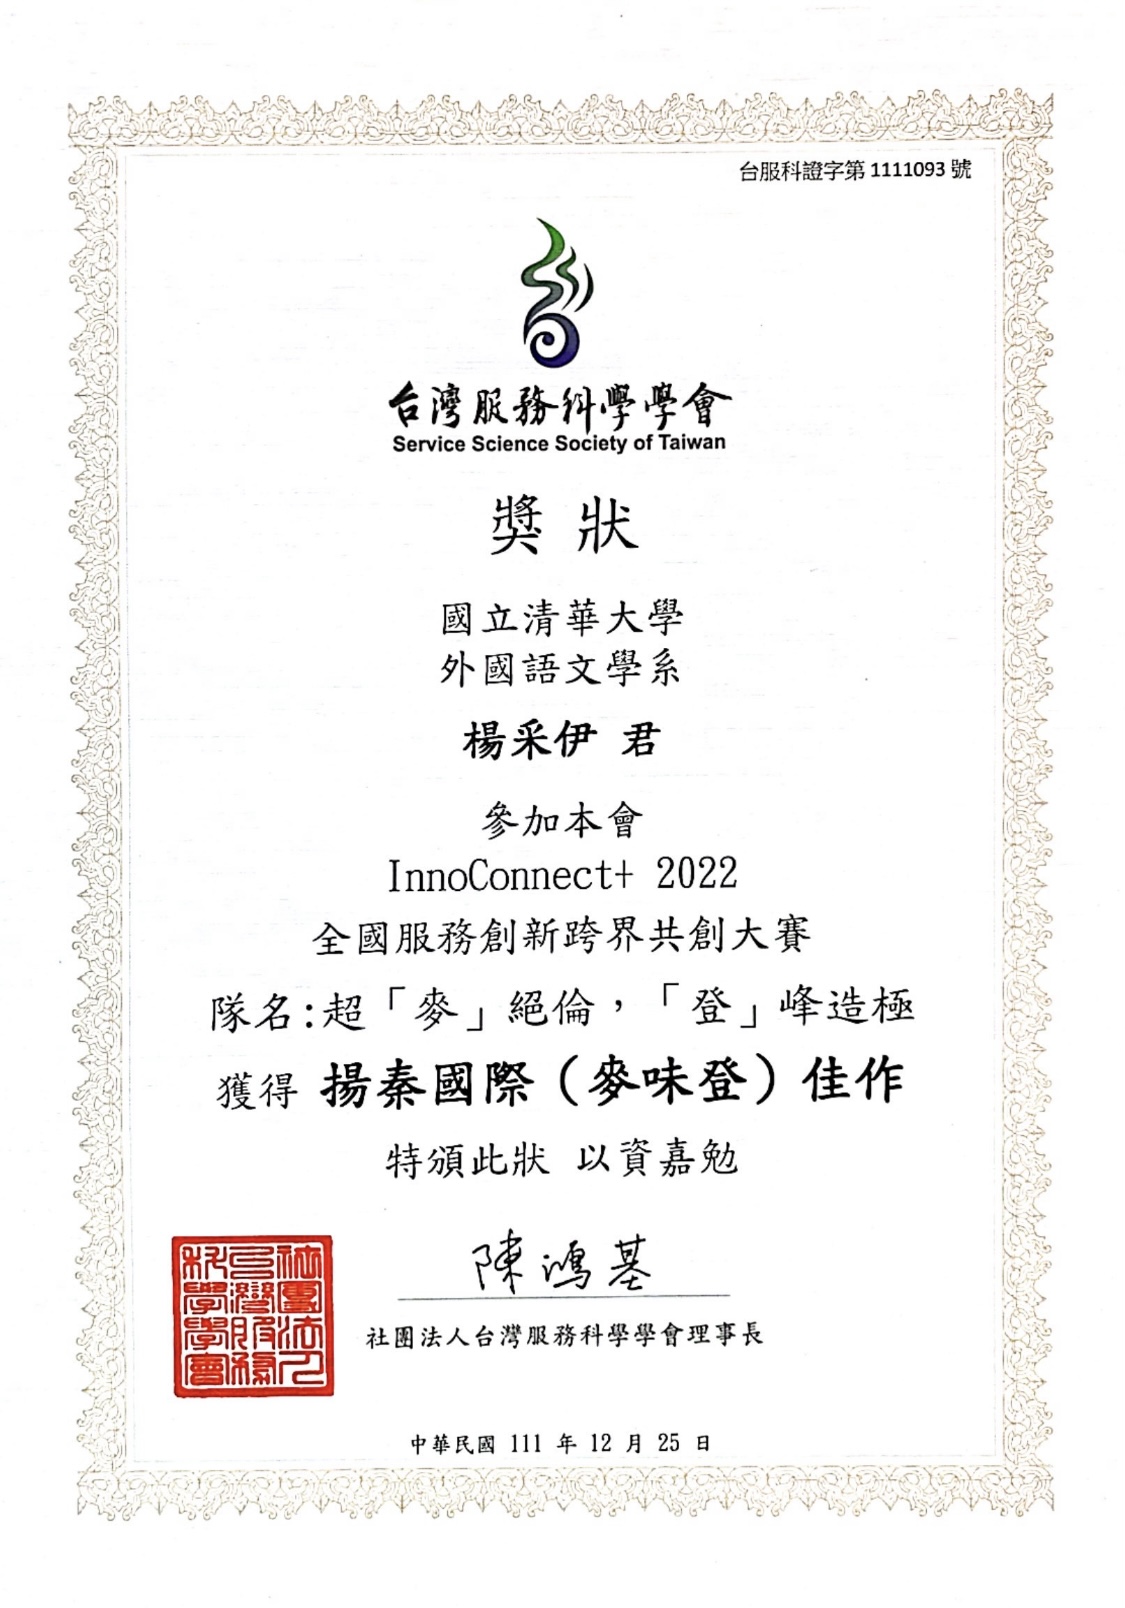 台服科證字第 1111093 號
台灣服務科學學會
Service Science Society of Taiwan
獎 狀
國立清華大學
外國語文學系
楊采伊 君
參加本會
InnoConnect+ 2022
全國服務創新跨界共創大賽
隊名:超「麥」絕倫，「登」峰造極
獲得 揚秦國際（麥味登）佳作
特頒此狀 以資嘉勉
陳鴻基
社團法人台灣服務科學學會理事長
社團法人台灣服務科學學會
中華民國 111 年 12 月 25 日